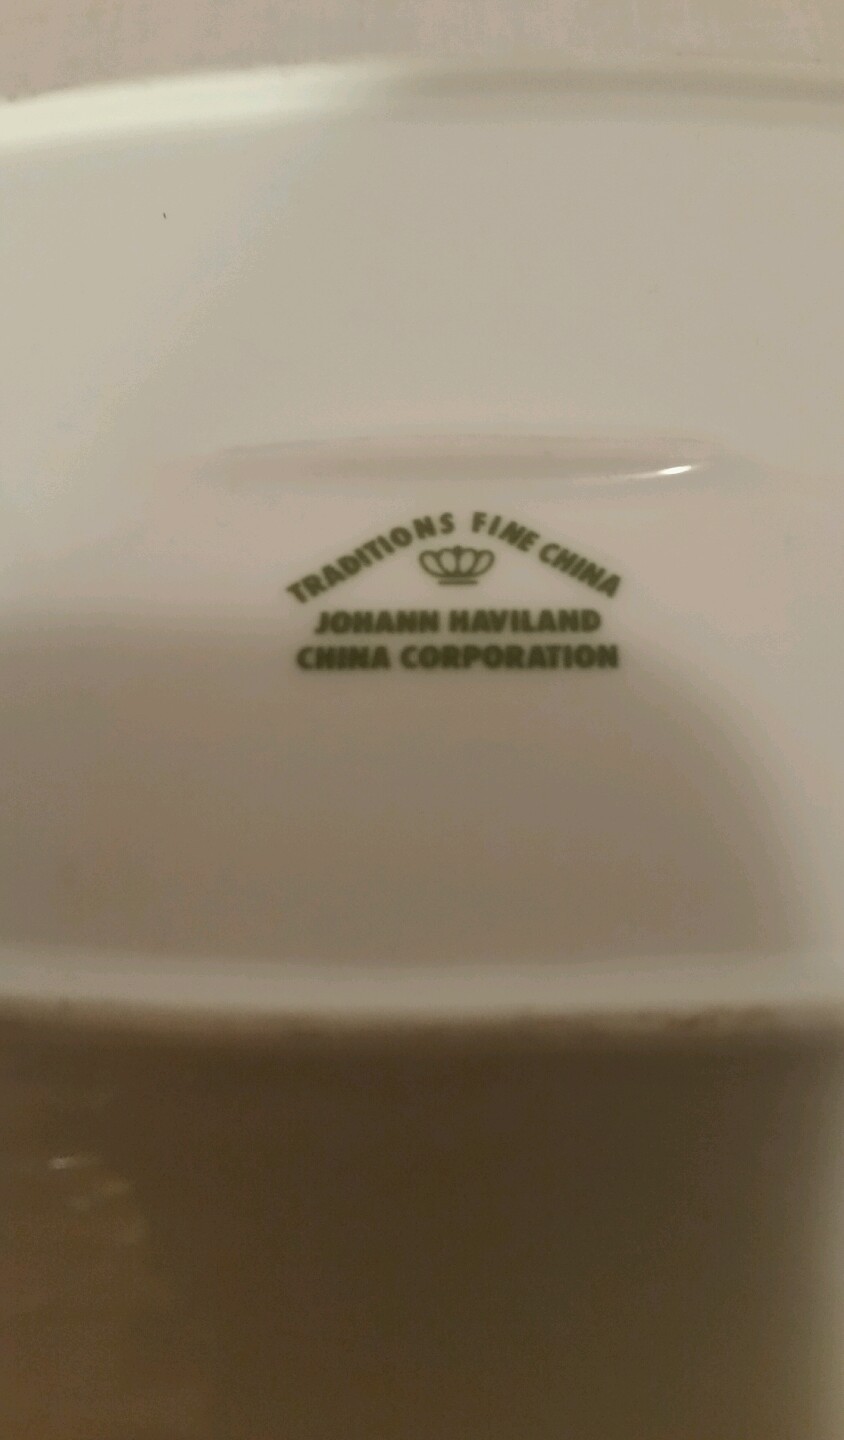 TRADITIONS FINE CHINA
JOHANN HAVILAND
CHINA CORPORATION